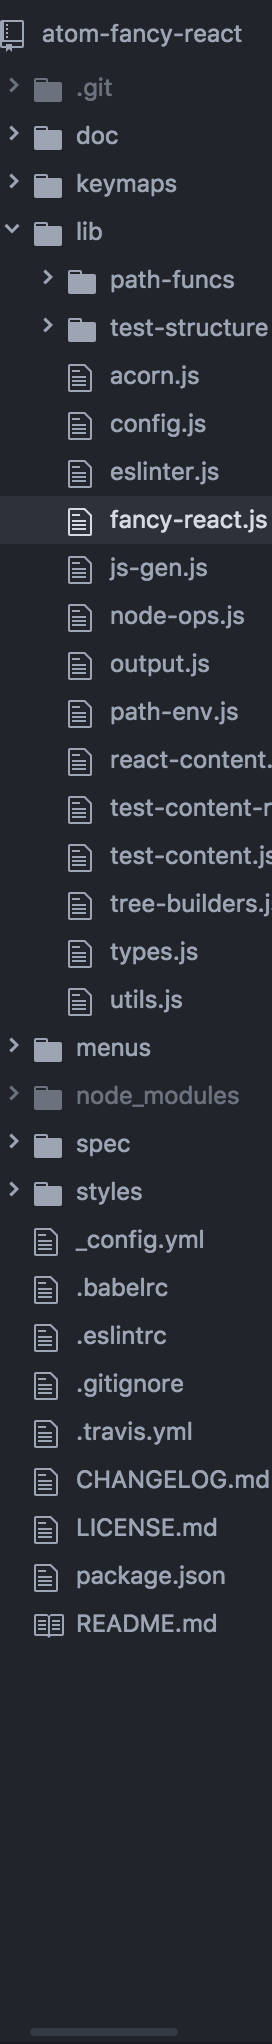 atom-fancy-react
.git
doc
keymaps
lib
path-funcs
test-structure
acorn.js
config.js
eslinter.js
fancy-react.js
js-gen.js
node-ops.js
output.js
path-env.js
react-content.
test-content-r
test-content.js
tree-builders.j
types.js
utils.js
menus
node_modules
spec
styles
_config.yml
.babelrc
.eslintrc
.gitignore
.travis.yml
CHANGELOG.md
LICENSE.md
package.json
README.md